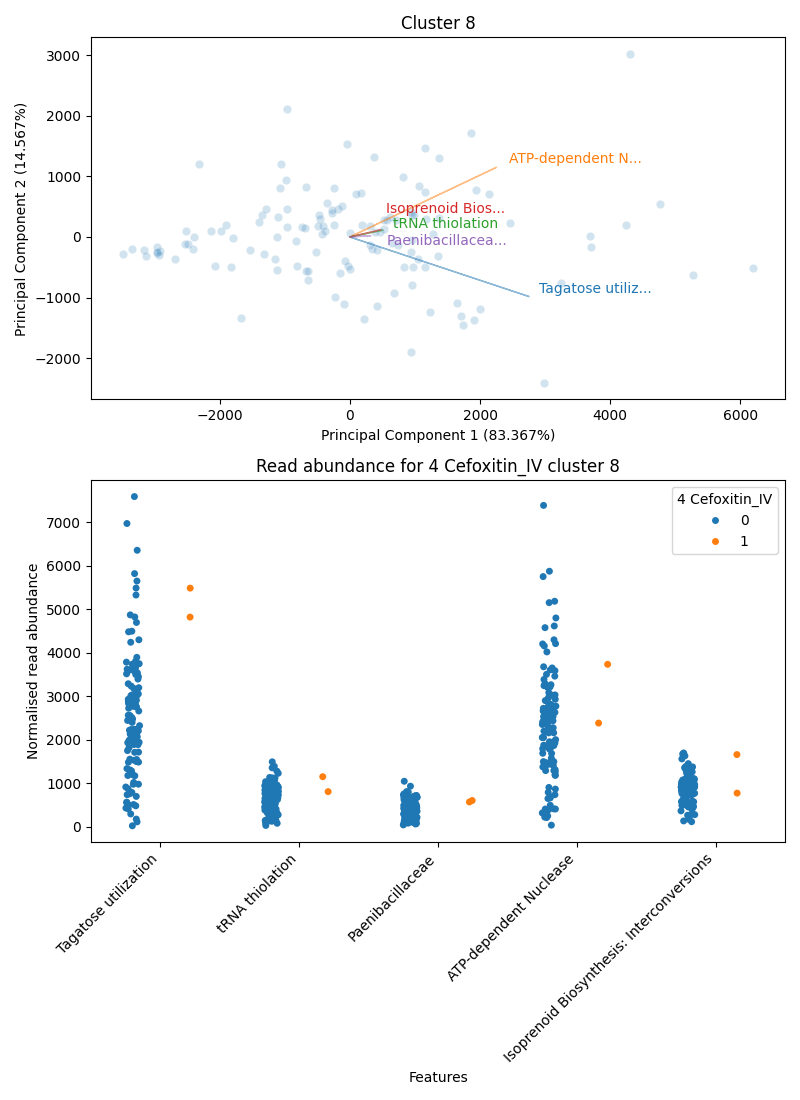 Cluster 8
3000
2000
1000
0
−1000
−2000
Principal Component 2 (14.567%)
ATP-dependent N...
Isoprenoid Bios...
tRNA thiolation
Paenibacillacea...
Tagatose utiliz...
−2000
0
2000
4000
6000
Principal Component 1 (83.367%)
Read abundance for 4 Cefoxitin_IV cluster 8
7000
6000
5000
4000
3000
2000
1000
0
Normalised read abundance
4 Cefoxitin_IV
0
1
Tagatose utilization
tRNA thiolation
Paenibacillaceae
ATP-dependent Nuclease
Isoprenoid Biosynthesis: Interconversions
Features